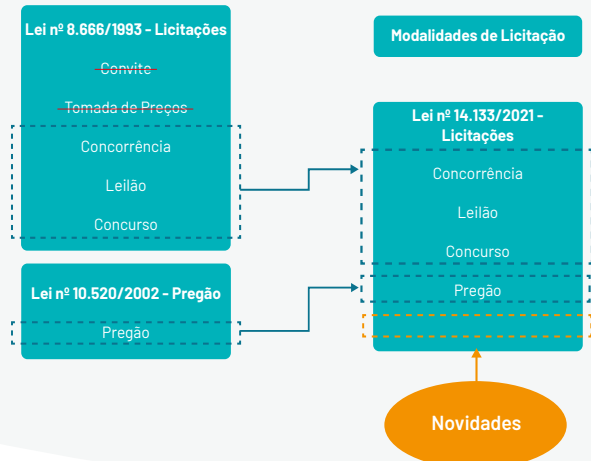 Lei nº 8.666/1993 - Licitações
Convite
Tomada de Preços
Concorrência
Leilão
Concurso
Lei nº 10.520/2002 - Pregão
Pregão
Modalidades de Licitação
Lei nº 14.133/2021 -
Licitações
Concorrência
Leilão
Concurso
Pregão
Novidades